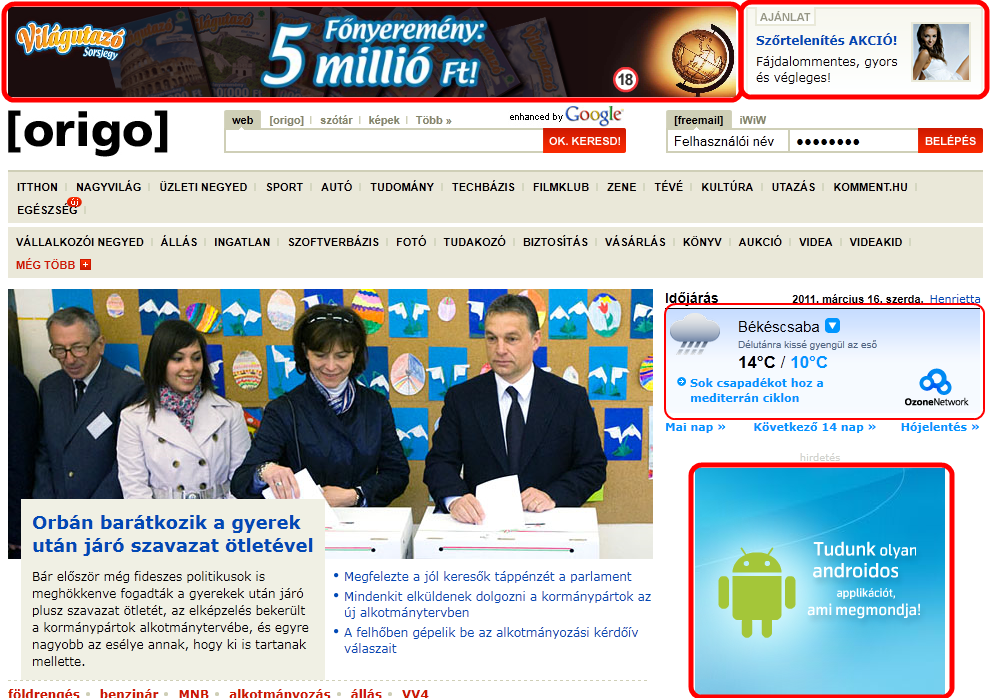 Világutazó
Sorsjegy
Főnyeremény:
5 millió Ft!
18
AJÁNLAT
Szőrtelenítés AKCIÓ!
Fájdalommentes, gyors
és végleges!
[origo]
web [origo] szótár képek Több »
enhanced by Google
OK. KERESD!
[freemail] iWiW
Felhasználói név ●●●●●●●● BELÉPÉS
ITTHON NAGYVILÁG ÜZLETI NEGYED SPORT AUTÓ TUDOMÁNY TECHBÁZIS FILMKLUB ZENE TÉVÉ KULTÚRA UTAZÁS KOMMENT.HU
EGÉSZSÉG új
VÁLLALKOZÓI NEGYED ÁLLÁS INGATLAN SZOFTVERBÁZIS FOTÓ TUDAKOZÓ BIZTOSÍTÁS VÁSÁRLÁS KÖNYV AUKCIÓ VIDEA VIDEAKID
MÉG TÖBB +
Orbán barátkozik a gyerek
után járó szavazat ötletével
Bár először még fideszes politikusok is
meghökkenve fogadták a gyerekek után járó
plusz szavazat ötletét, az elképzelés bekerült
a kormánypártok alkotmánytervébe, és egyre
nagyobb az esélye annak, hogy ki is tartanak
mellette.
• Megfelezte a jól keresők táppénzét a parlament
• Mindenkit elküldenek dolgozni a kormánypártok az
új alkotmánytervben
• A felhőben gépelik be az alkotmányozási kérdőív
válaszait
földrengés • benzinár • MNB • alkotmányozás • állás • VV4
Időjárás 2011. március 16. szerda. Henrietta
Békéscsaba
Délutánra kissé gyengül az eső
14°C / 10°C
Sok csapadékot hoz a
mediterrán ciklon
OzoneNetwork
Mai nap » Következő 14 nap » Hójelentés »
hirdetés
Tudunk olyan
androidos
applikációt,
ami megmondja!